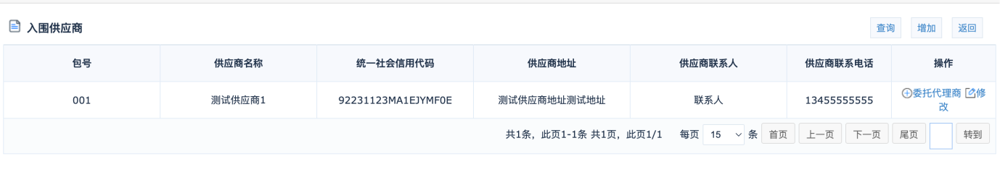 入围供应商 查询 增加 返回
包号 供应商名称 统一社会信用代码 供应商地址 供应商联系人 供应商联系电话 操作
001 测试供应商1 92231123MA1EJYMF0E 测试供应商地址测试地址 联系人 13455555555 委托代理商 修
改
共1条，此页1-1条 共1页，此页1/1 每页 15 条 首页 上一页 下一页 尾页 转到